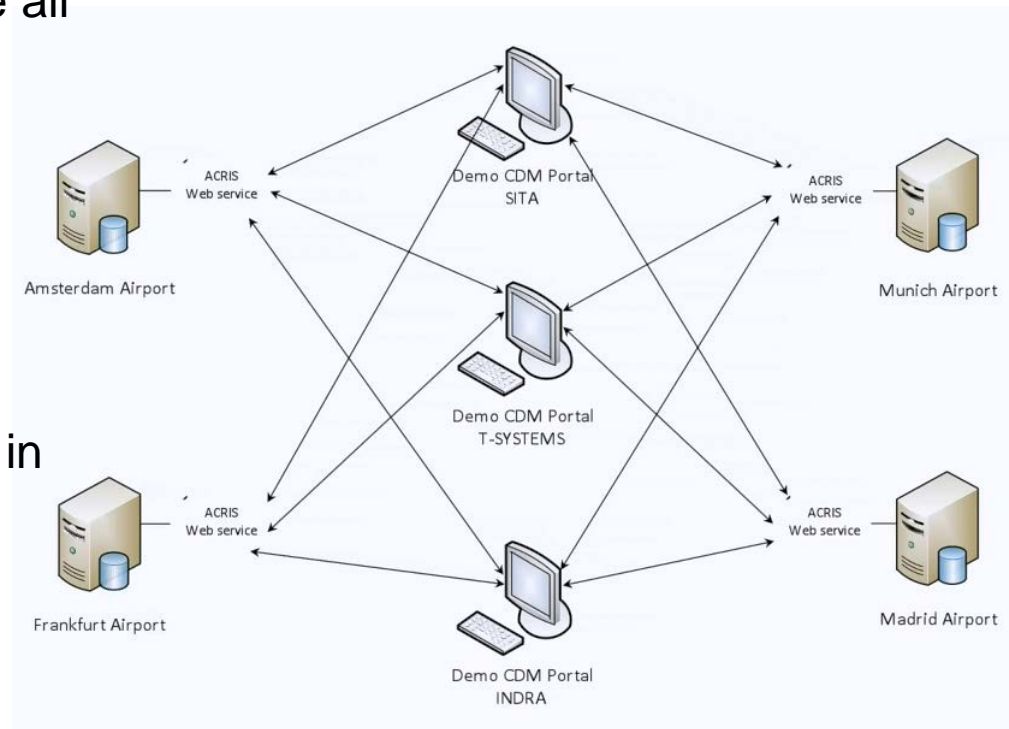 e all
Demo CDM Portal
SITA
ACRIS
Web service
Amsterdam Airport
ACRIS
Web service
Munich Airport
Demo CDM Portal
T-SYSTEMS
in
ACRIS
Web service
Frankfurt Airport
ACRIS
Web service
Madrid Airport
Demo CDM Portal
INDRA